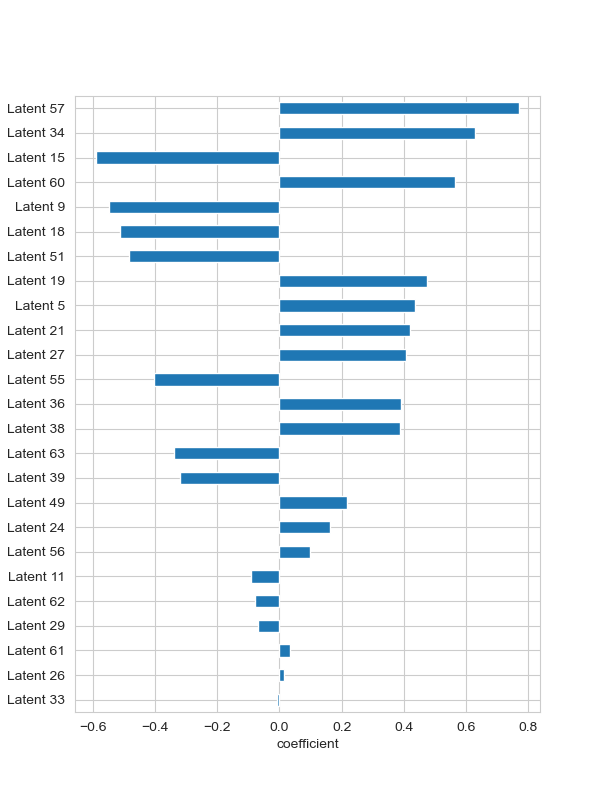 Latent 57
Latent 34
Latent 15
Latent 60
Latent 9
Latent 18
Latent 51
Latent 19
Latent 5
Latent 21
Latent 27
Latent 55
Latent 36
Latent 38
Latent 63
Latent 39
Latent 49
Latent 24
Latent 56
Latent 11
Latent 62
Latent 29
Latent 61
Latent 26
Latent 33
−0.6 −0.4 −0.2 0.0 0.2 0.4 0.6 0.8
coefficient